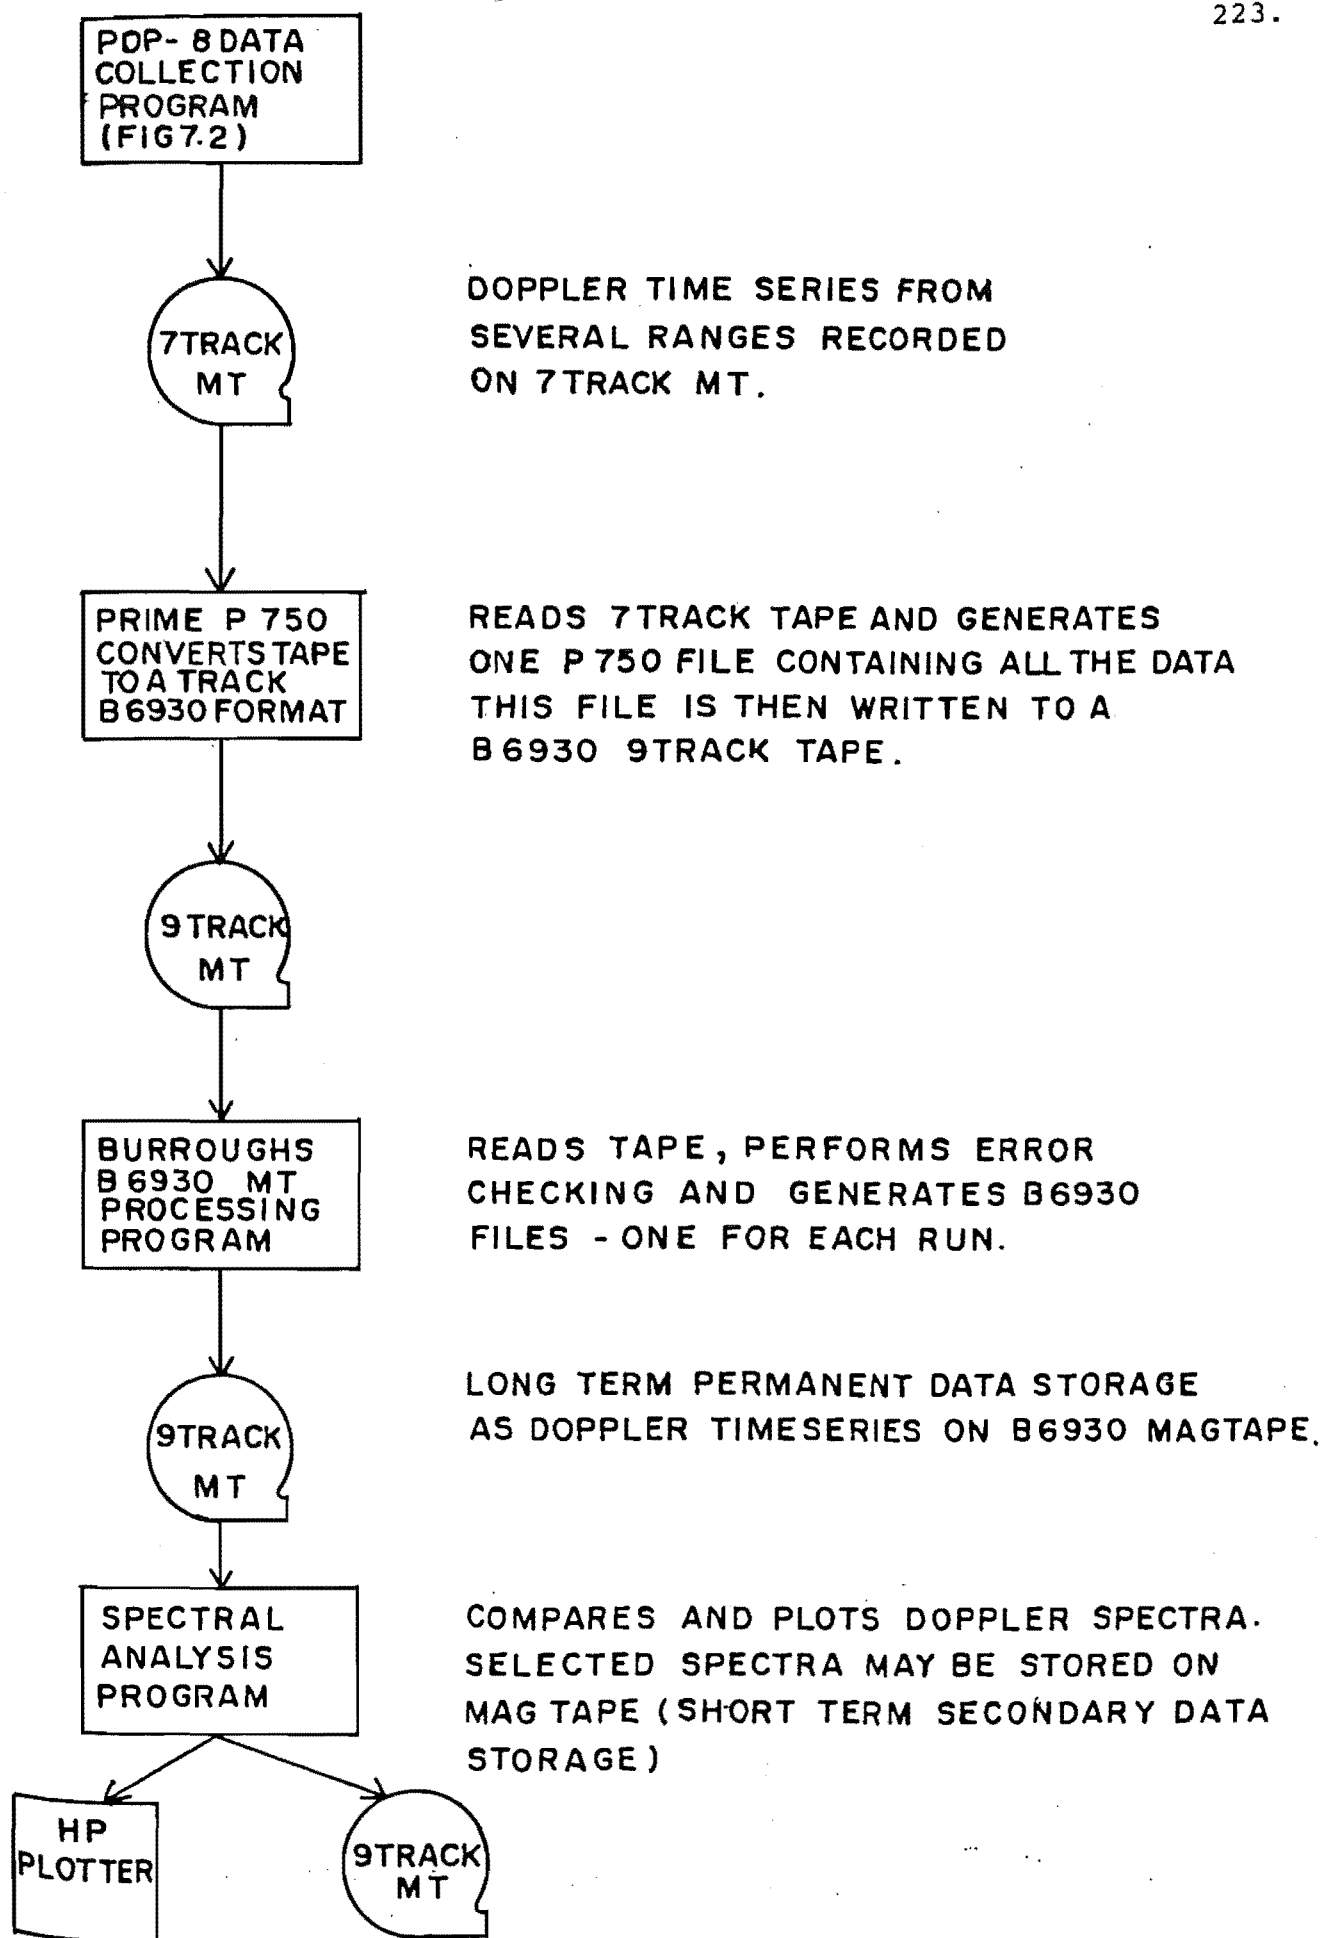 223.
PDP-8 DATA
COLLECTION
PROGRAM
(FIG 7.2)
7TRACK
MT
DOPPLER TIME SERIES FROM
SEVERAL RANGES RECORDED
ON 7TRACK MT.
PRIME P 750
CONVERTS TAPE
TO A TRACK
B6930 FORMAT
READS 7TRACK TAPE AND GENERATES
ONE P750 FILE CONTAINING ALL THE DATA
THIS FILE IS THEN WRITTEN TO A
B6930 9TRACK TAPE.
9TRACK
MT
BURROUGHS
B6930 MT
PROCESSING
PROGRAM
READS TAPE, PERFORMS ERROR
CHECKING AND GENERATES B6930
FILES - ONE FOR EACH RUN.
9TRACK
MT
LONG TERM PERMANENT DATA STORAGE
AS DOPPLER TIMESERIES ON B6930 MAGTAPE.
SPECTRAL
ANALYSIS
PROGRAM
COMPARES AND PLOTS DOPPLER SPECTRA.
SELECTED SPECTRA MAY BE STORED ON
MAG TAPE (SHORT TERM SECONDARY DATA
STORAGE)
HP
PLOTTER
9TRACK
MT